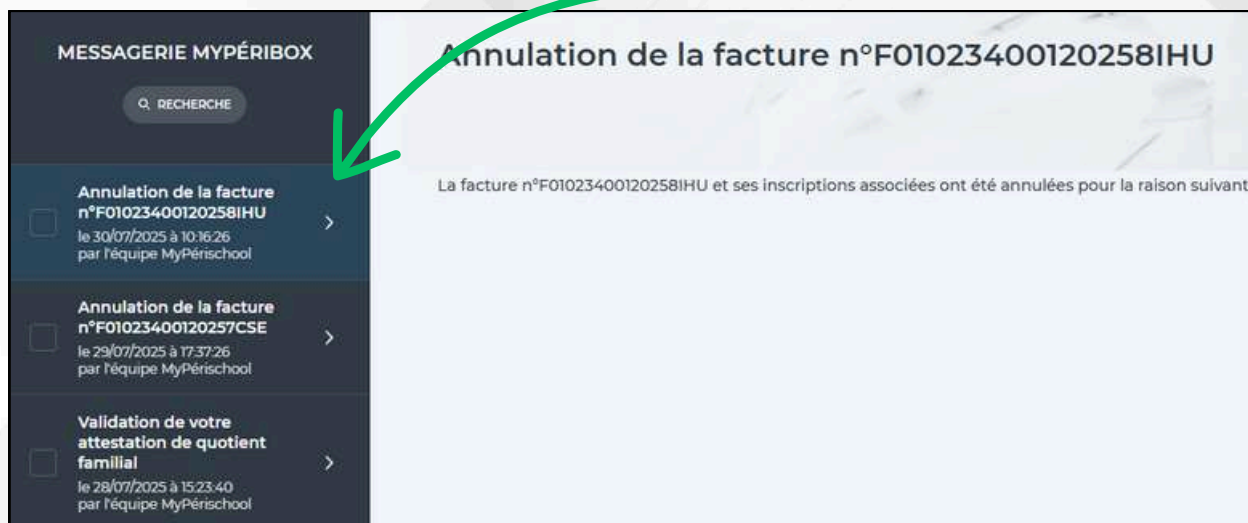 MESSAGERIE MYPÉRIBOX
RECHERCHE
Annulation de la facture
n°F01023400120258IHU
le 30/07/2025 à 10:16:26
par l'équipe MyPérischool
Annulation de la facture
n°F01023400120257CSE
le 29/07/2025 à 17:37:26
par l'équipe MyPérischool
Validation de votre
attestation de quotient
familial
le 28/07/2025 à 15:23:40
par l'équipe MyPérischool
Annulation de la facture n°F01023400120258IHU
La facture n°F01023400120258IHU et ses inscriptions associées ont été annulées pour la raison suivant